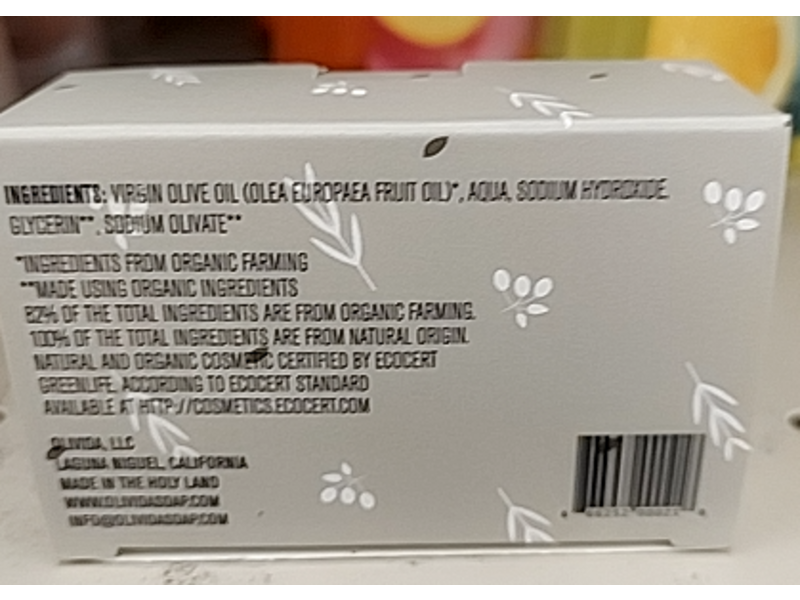 INGREDIENTS: VIRGIN OLIVE OIL (OLEA EUROPAEA FRUIT OIL)*, AQUA, SODIUM HYDROXIDE,
GLYCERIN**, SODIUM OLIVATE**
*INGREDIENTS FROM ORGANIC FARMING
**MADE USING ORGANIC INGREDIENTS
82% OF THE TOTAL INGREDIENTS ARE FROM ORGANIC FARMING.
100% OF THE TOTAL INGREDIENTS ARE FROM NATURAL ORIGIN.
NATURAL AND ORGANIC COSMETIC CERTIFIED BY ECOCERT
GREENLIFE, ACCORDING TO ECOCERT STANDARD
AVAILABLE AT HTTP://COSMETICS.ECOCERT.COM
OLIVIDA, LLC
LAGUNA NIGUEL, CALIFORNIA
MADE IN THE HOLY LAND
WWW.OLIVIDASOAP.COM
INFO@OLIVIDASOAP.COM